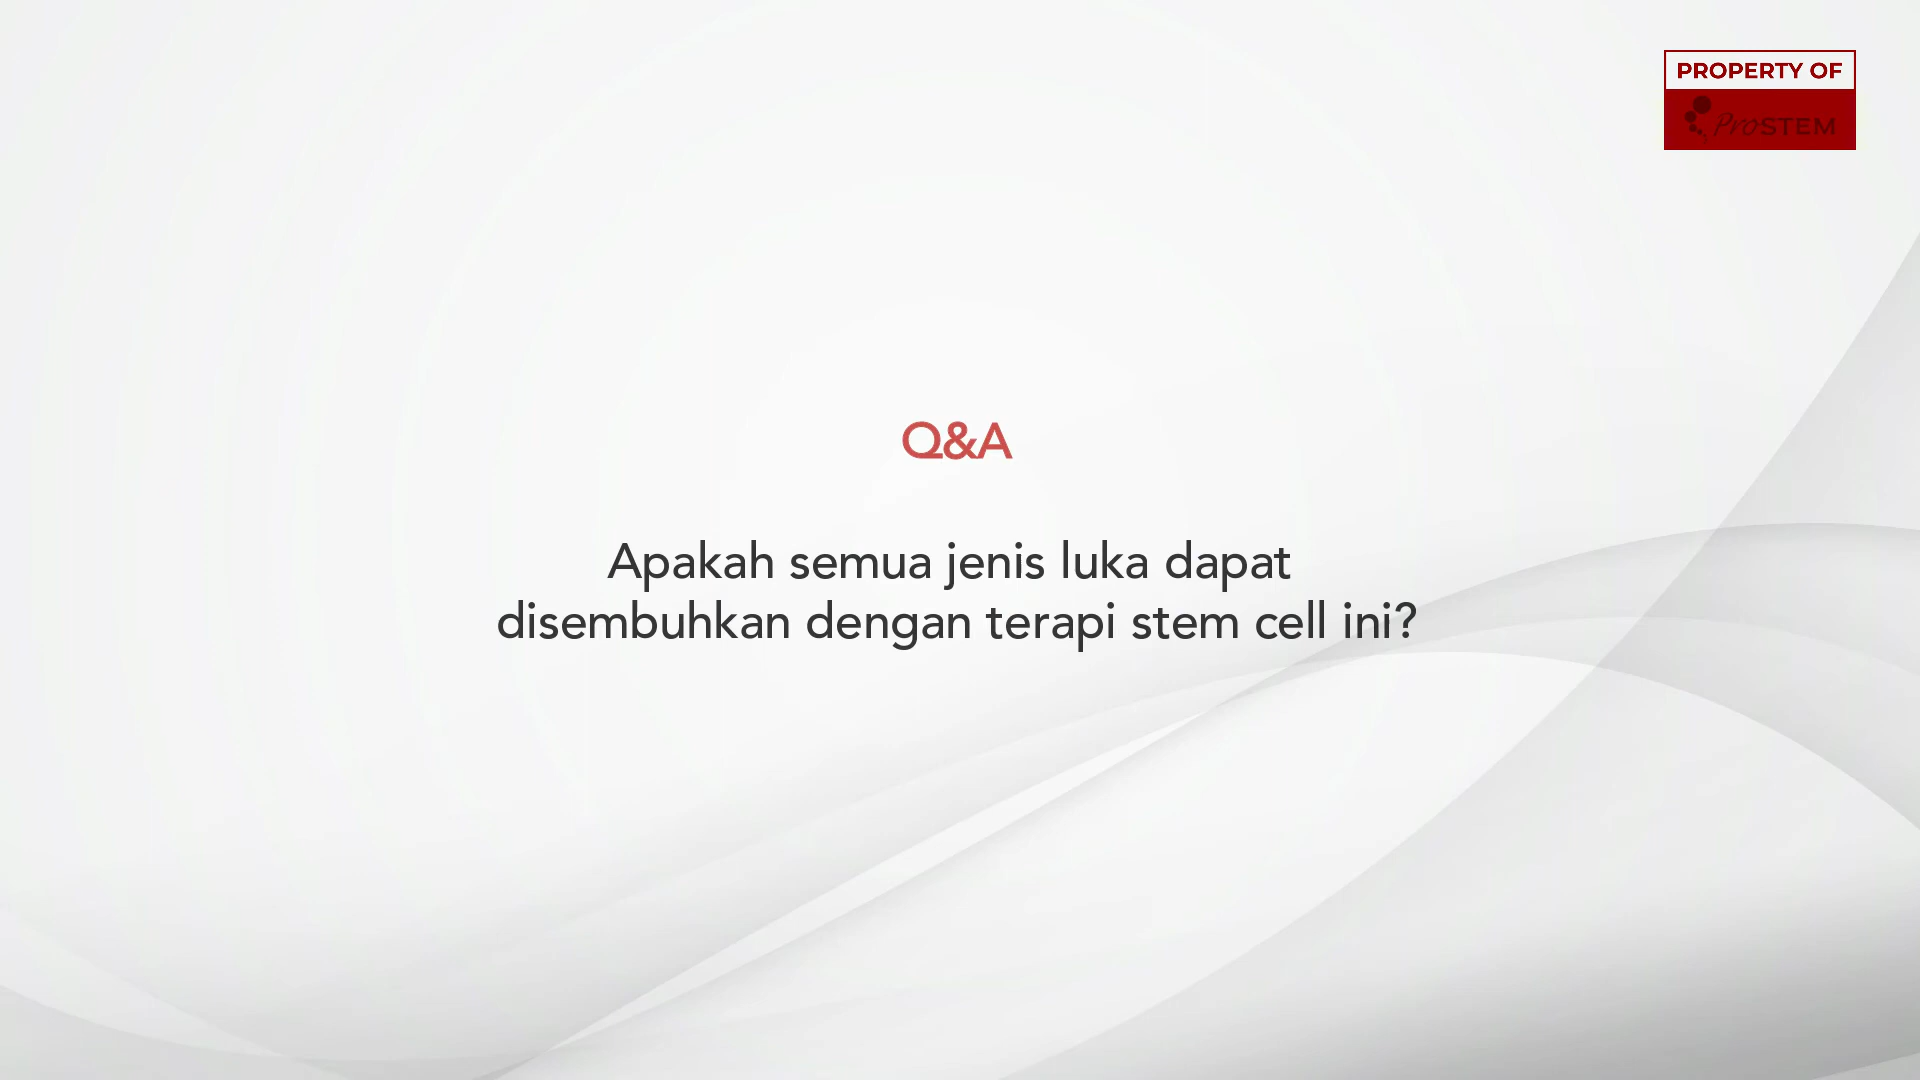 PROPERTY OF
ProSTEM
Q&A
Apakah semua jenis luka dapat
disembuhkan dengan terapi stem cell ini?